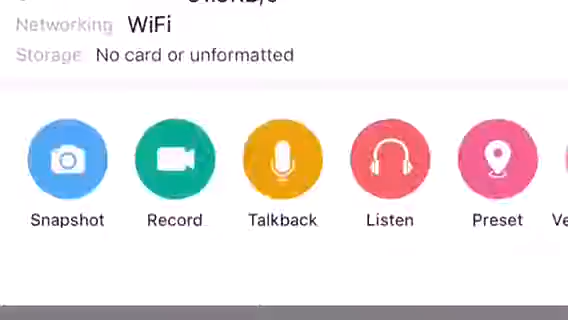 Networking WiFi
Storage No card or unformatted
Snapshot Record Talkback Listen Preset